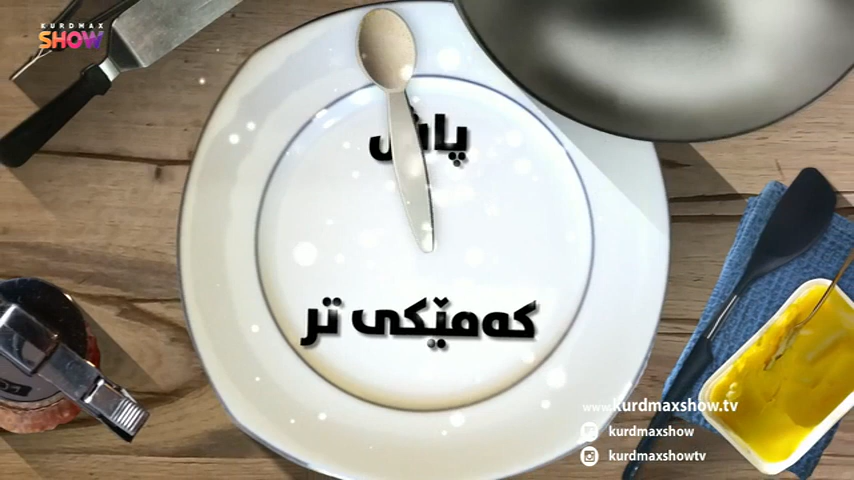 KURDMAX
SHOW
پاش
کەمێکی تر
www.kurdmaxshow.tv
kurdmaxshow
kurdmaxshowtv